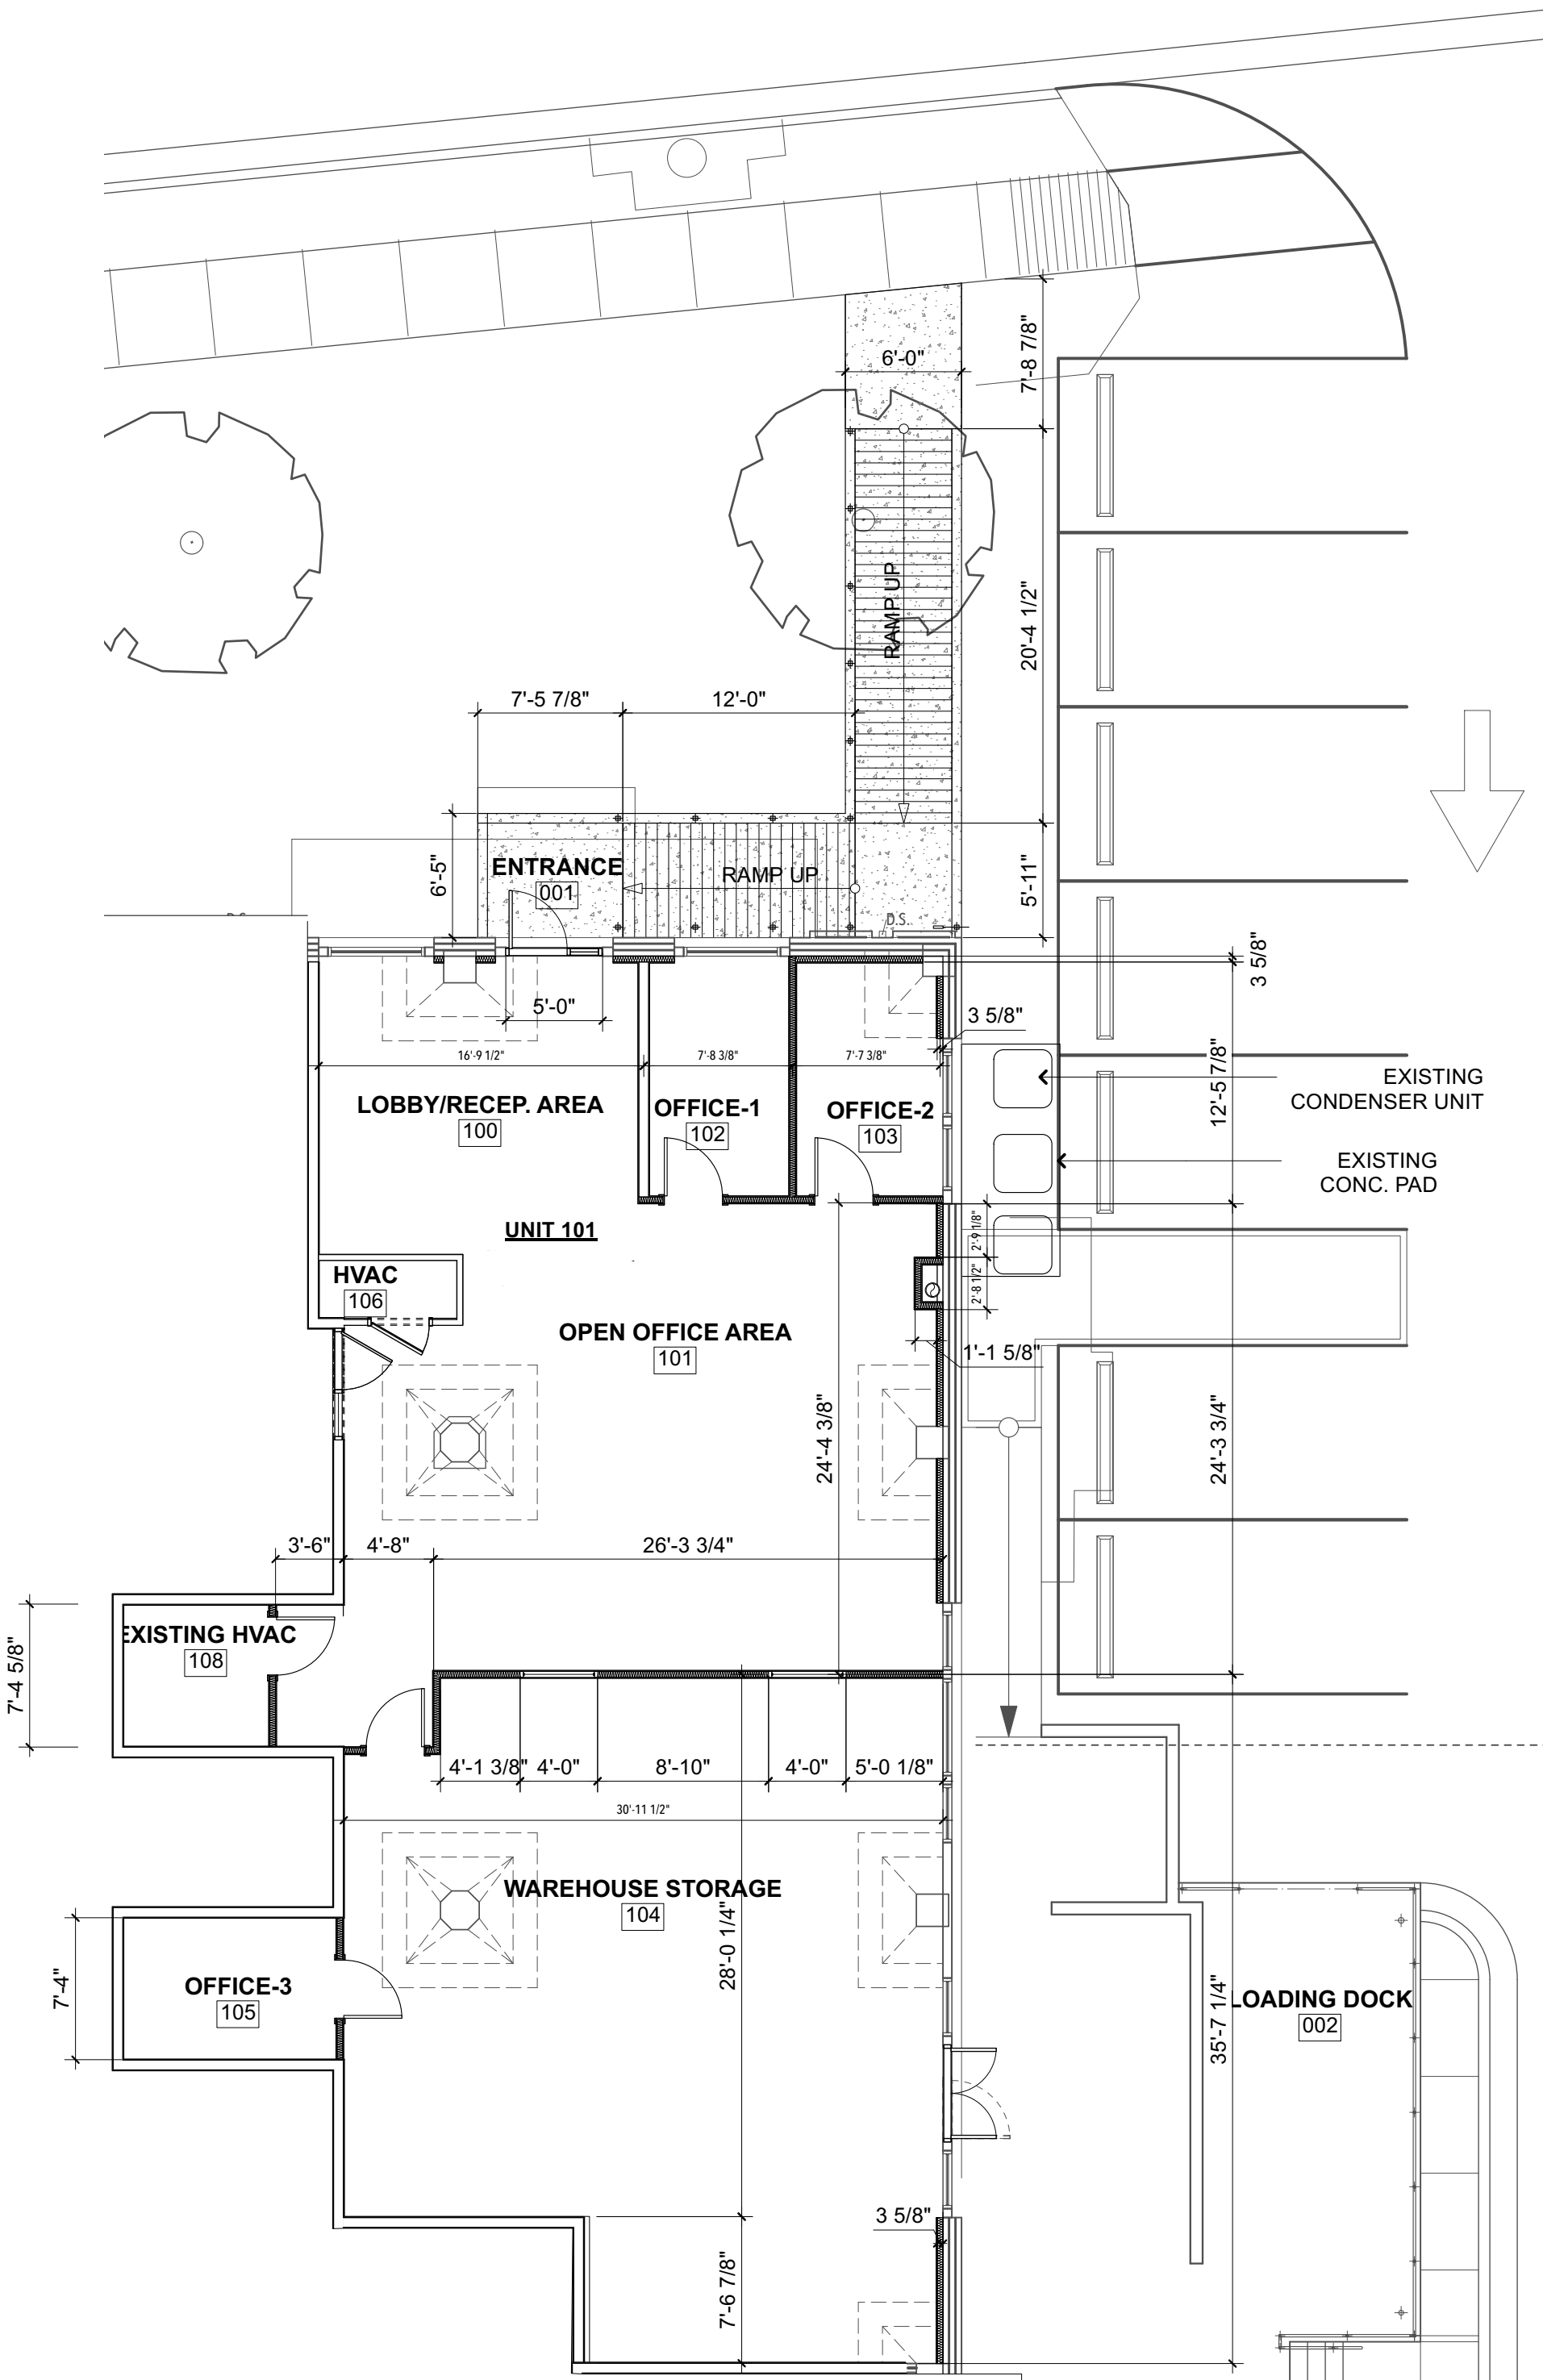 7'-8 7/8"
6'-0"
RAMP UP
20'-4 1/2"
7'-5 7/8"
12'-0"
6'-5"
ENTRANCE
001
RAMP UP
5'-11"
D.S.
D.S.
3 5/8"
5'-0"
3 5/8"
16'-9 1/2"
7'-8 3/8"
7'-7 3/8"
12'-5 7/8"
EXISTING
CONDENSER UNIT
LOBBY/RECEP. AREA
100
OFFICE-1
102
OFFICE-2
103
EXISTING
CONC. PAD
UNIT 101
2'-9 1/8"
HVAC
106
2'-8 1/2"
OPEN OFFICE AREA
101
1'-1 5/8"
24'-4 3/8"
24'-3 3/4"
3'-6"
4'-8"
26'-3 3/4"
EXISTING HVAC
108
7'-4 5/8"
4'-1 3/8"
4'-0"
8'-10"
4'-0"
5'-0 1/8"
30'-11 1/2"
WAREHOUSE STORAGE
104
28'-0 1/4"
OFFICE-3
105
7'-4"
LOADING DOCK
002
35'-7 1/4"
3 5/8"
7'-6 7/8"